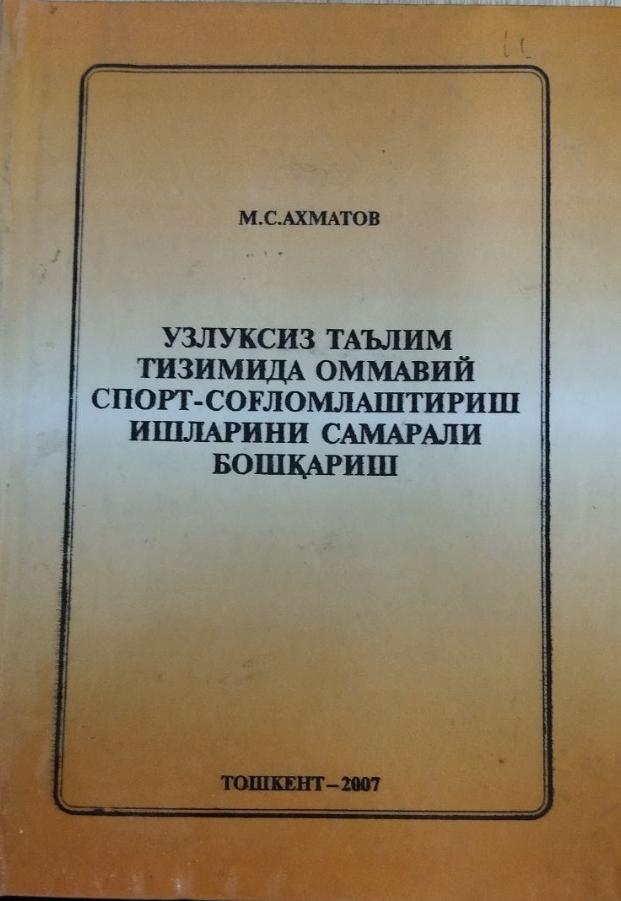 М.С.АХМАТОВ
УЗЛУКСИЗ ТАЪЛИМ
ТИЗИМИДА ОММАВИЙ
СПОРТ-СОҒЛОМЛАШТИРИШ
ИШЛАРИНИ САМАРАЛИ
БОШҚАРИШ
ТОШКЕНТ–2007